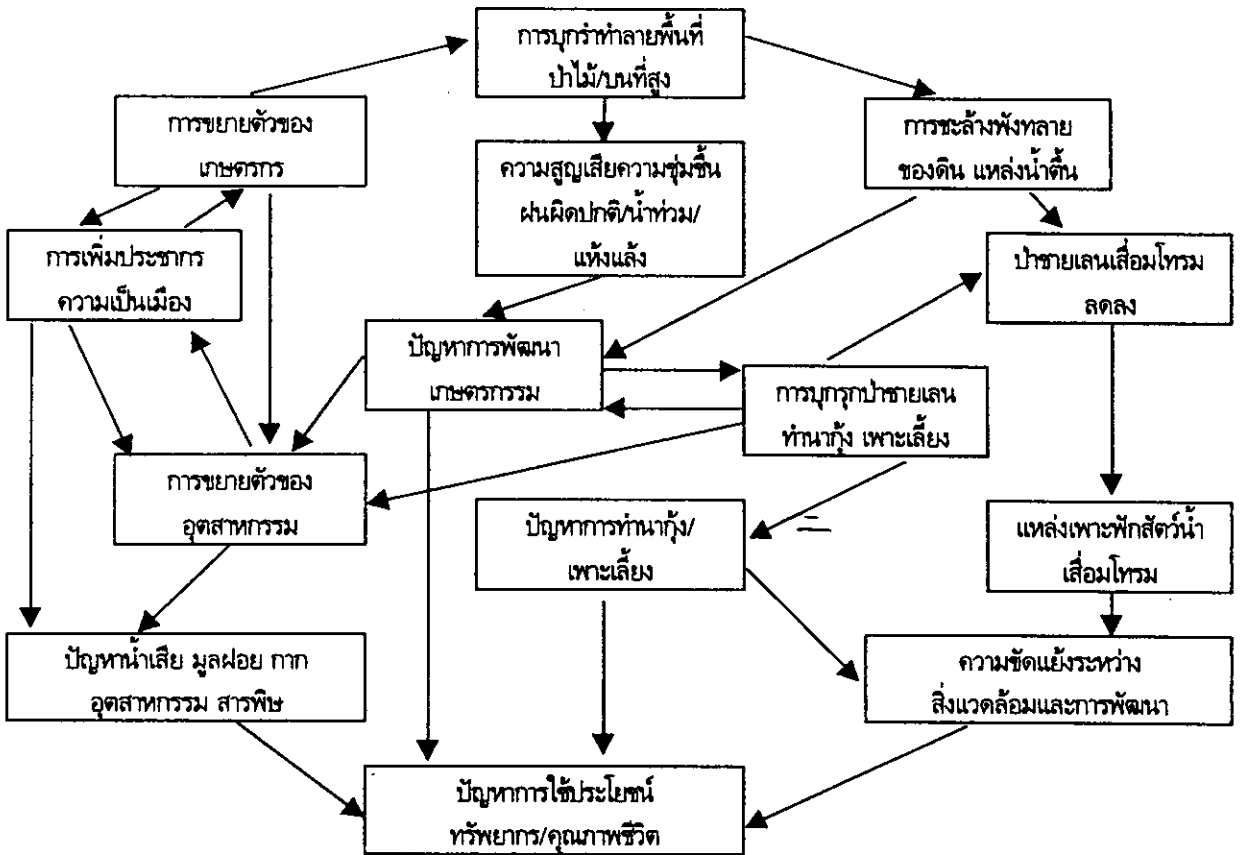 การบุกรำทำลายพื้นที่
ป่าไม้/บนที่สูง
การขยายตัวของ
เกษตรกร
การชะล้างพังทลาย
ของดิน แหล่งน้ำตื้น
ความสูญเสียความชุ่มชื้น
ฝนผิดปกติ/น้ำท่วม/
แห้งแล้ง
การเพิ่มประชากร
ความเป็นเมือง
ป่าชายเลนเสื่อมโทรม
ลดลง
ปัญหาการพัฒนา
เกษตรกรรม
การบุกรุกป่าชายเลน
ทำนากุ้ง เพาะเลี้ยง
การขยายตัวของ
อุตสาหกรรม
ปัญหาการทำนากุ้ง/
เพาะเลี้ยง
แหล่งเพาะฟักสัตว์น้ำ
เสื่อมโทรม
ปัญหาน้ำเสีย มูลฝอย กาก
อุตสาหกรรม สารพิษ
ความขัดแย้งระหว่าง
สิ่งแวดล้อมและการพัฒนา
ปัญหาการใช้ประโยชน์
ทรัพยากร/คุณภาพชีวิต